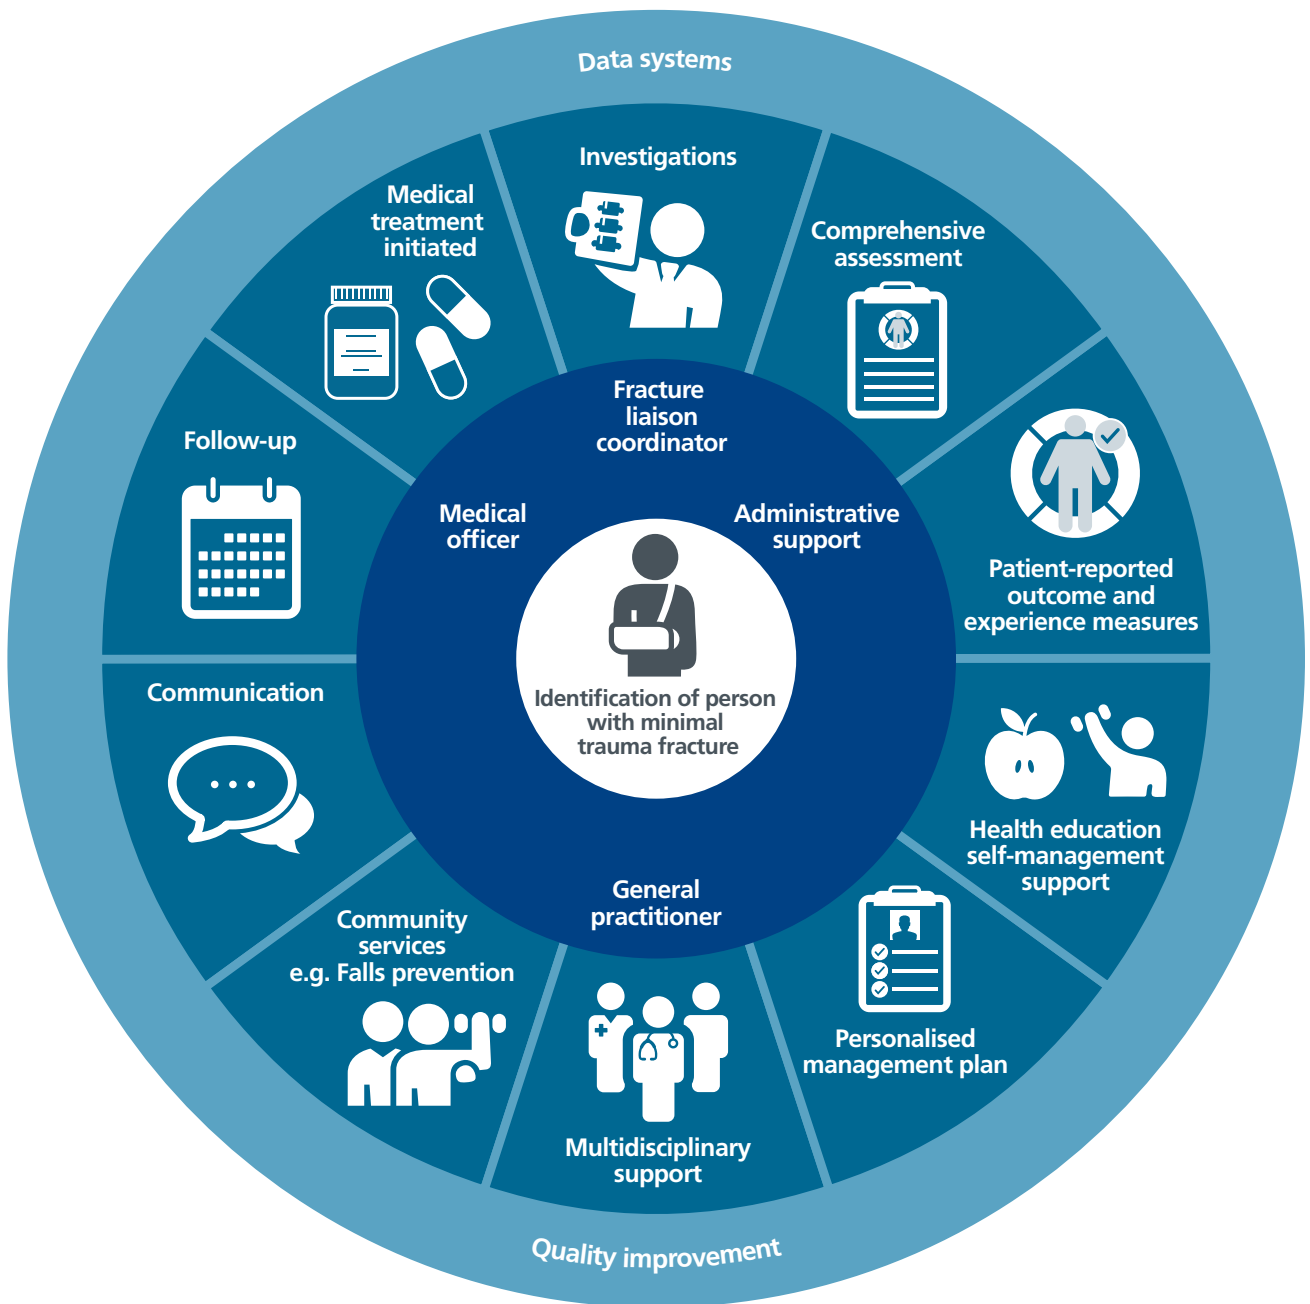 Data systems
Investigations
Medical
treatment
initiated
Comprehensive
assessment
Fracture
liaison
coordinator
Follow-up
Medical
officer
Administrative
support
Patient-reported
outcome and
experience measures
Identification of person
with minimal
trauma fracture
Communication
Health education
self-management
support
General
practitioner
Community
services
e.g. Falls prevention
Personalised
management plan
Multidisciplinary
support
Quality improvement